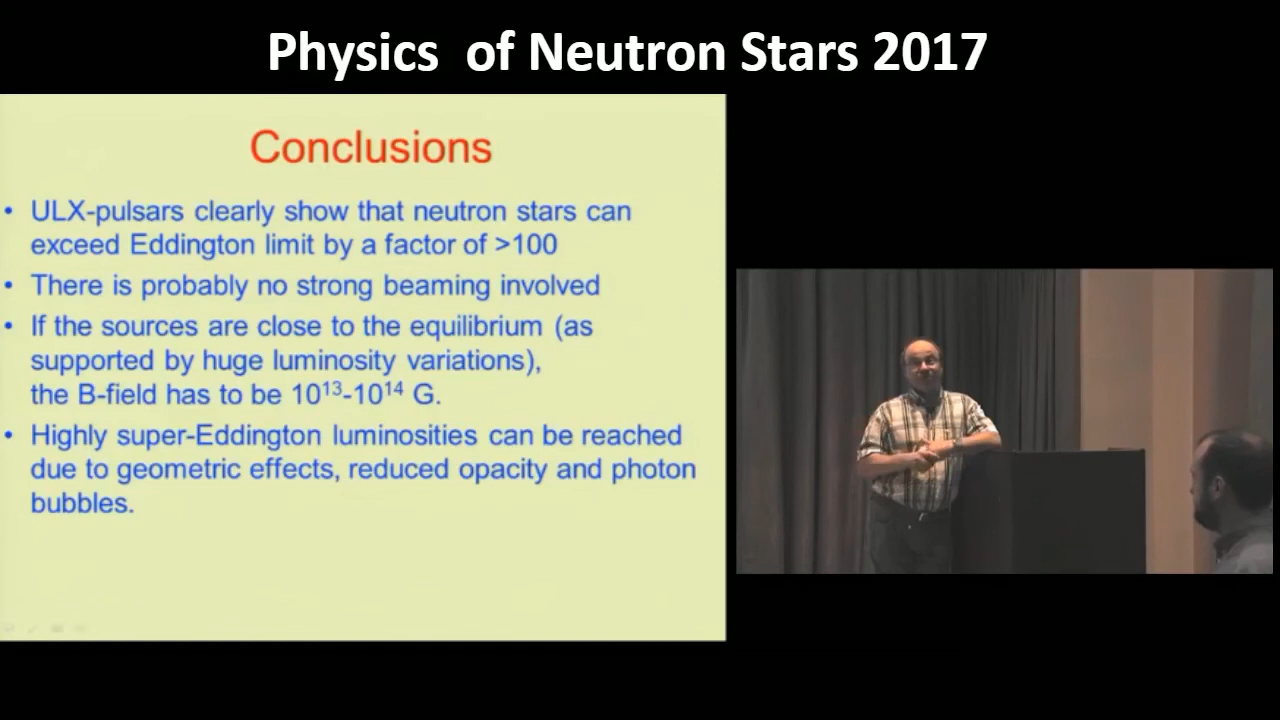 Physics of Neutron Stars 2017
Conclusions
• ULX-pulsars clearly show that neutron stars can
exceed Eddington limit by a factor of >100
• There is probably no strong beaming involved
• If the sources are close to the equilibrium (as
supported by huge luminosity variations),
the B-field has to be 10¹³-10¹⁴ G.
• Highly super-Eddington luminosities can be reached
due to geometric effects, reduced opacity and photon
bubbles.